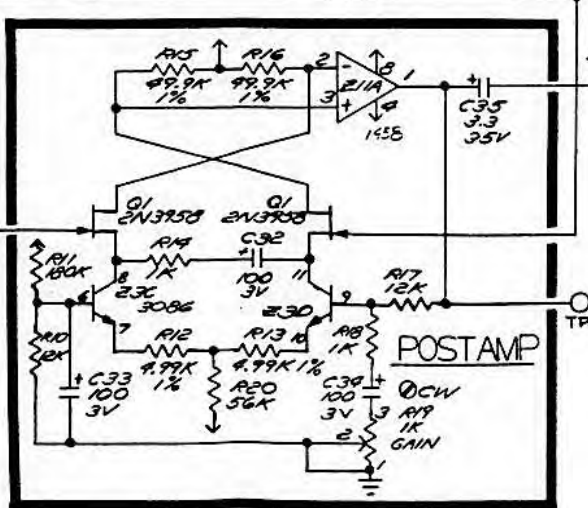 R15 R16
49.9K 49.9K
1% 1%
2 - 8 1
3 + 4
Z11A
1458
+
C35
3.3
35V
Q1 Q1
2N3958 2N3958
R14 + C32
1K 100
3V
R11
180K
8 11
6 Z3C Z3D 9
3086
7 10
R17
12K
R10
12K
R12 R13
4.99K 4.99K 1%
1%
R18
1K
POSTAMP
TP
+ C33
100
3V
R20
56K
+
C34
100
3V
CW
3 R19
2 1K
GAIN
1